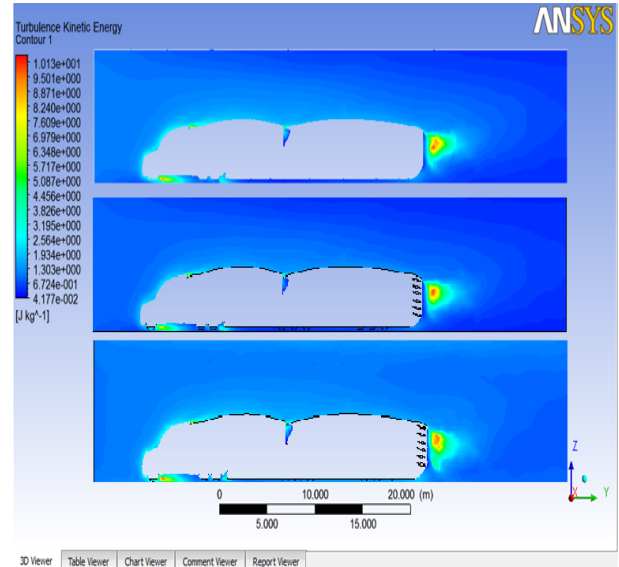 ANSYS
Turbulence Kinetic Energy
Contour 1
1.013e+001
9.501e+000
8.871e+000
8.240e+000
7.609e+000
6.979e+000
6.348e+000
5.717e+000
5.087e+000
4.456e+000
3.826e+000
3.195e+000
2.564e+000
1.934e+000
1.303e+000
6.724e-001
4.177e-002
[J kg^-1]
Z
X
Y
0 10.000 20.000 (m)
5.000 15.000
3D Viewer Table Viewer Chart Viewer Comment Viewer Report Viewer